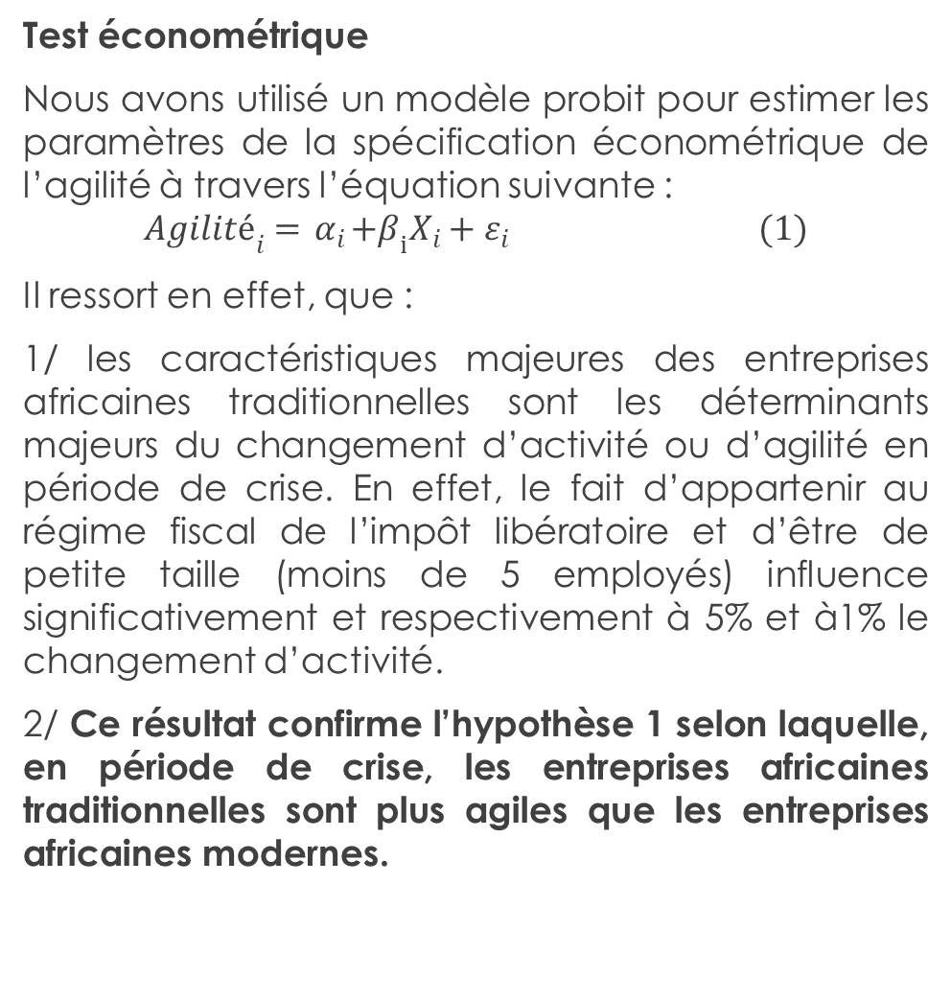 Test économétrique
Nous avons utilisé un modèle probit pour estimer les
paramètres de la spécification économétrique de
l’agilité à travers l’équation suivante :
Agilité_i = α_i+β_iX_i + ε_i (1)
Il ressort en effet, que :
1/ les caractéristiques majeures des entreprises
africaines traditionnelles sont les déterminants
majeurs du changement d’activité ou d’agilité en
période de crise. En effet, le fait d’appartenir au
régime fiscal de l’impôt libératoire et d’être de
petite taille (moins de 5 employés) influence
significativement et respectivement à 5% et à1% le
changement d’activité.
2/ Ce résultat confirme l’hypothèse 1 selon laquelle,
en période de crise, les entreprises africaines
traditionnelles sont plus agiles que les entreprises
africaines modernes.